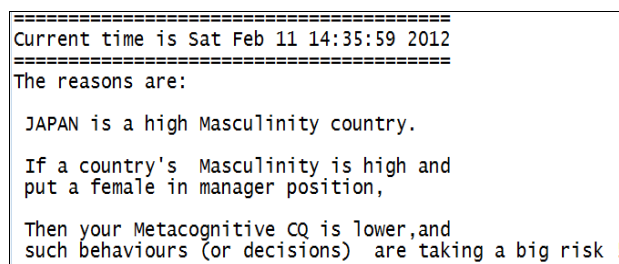 ========================================
Current time is Sat Feb 11 14:35:59 2012
========================================
The reasons are:
JAPAN is a high Masculinity country.
If a country's  Masculinity is high and
put a female in manager position,
Then your Metacognitive CQ is lower,and
such behaviours (or decisions)  are taking a big risk